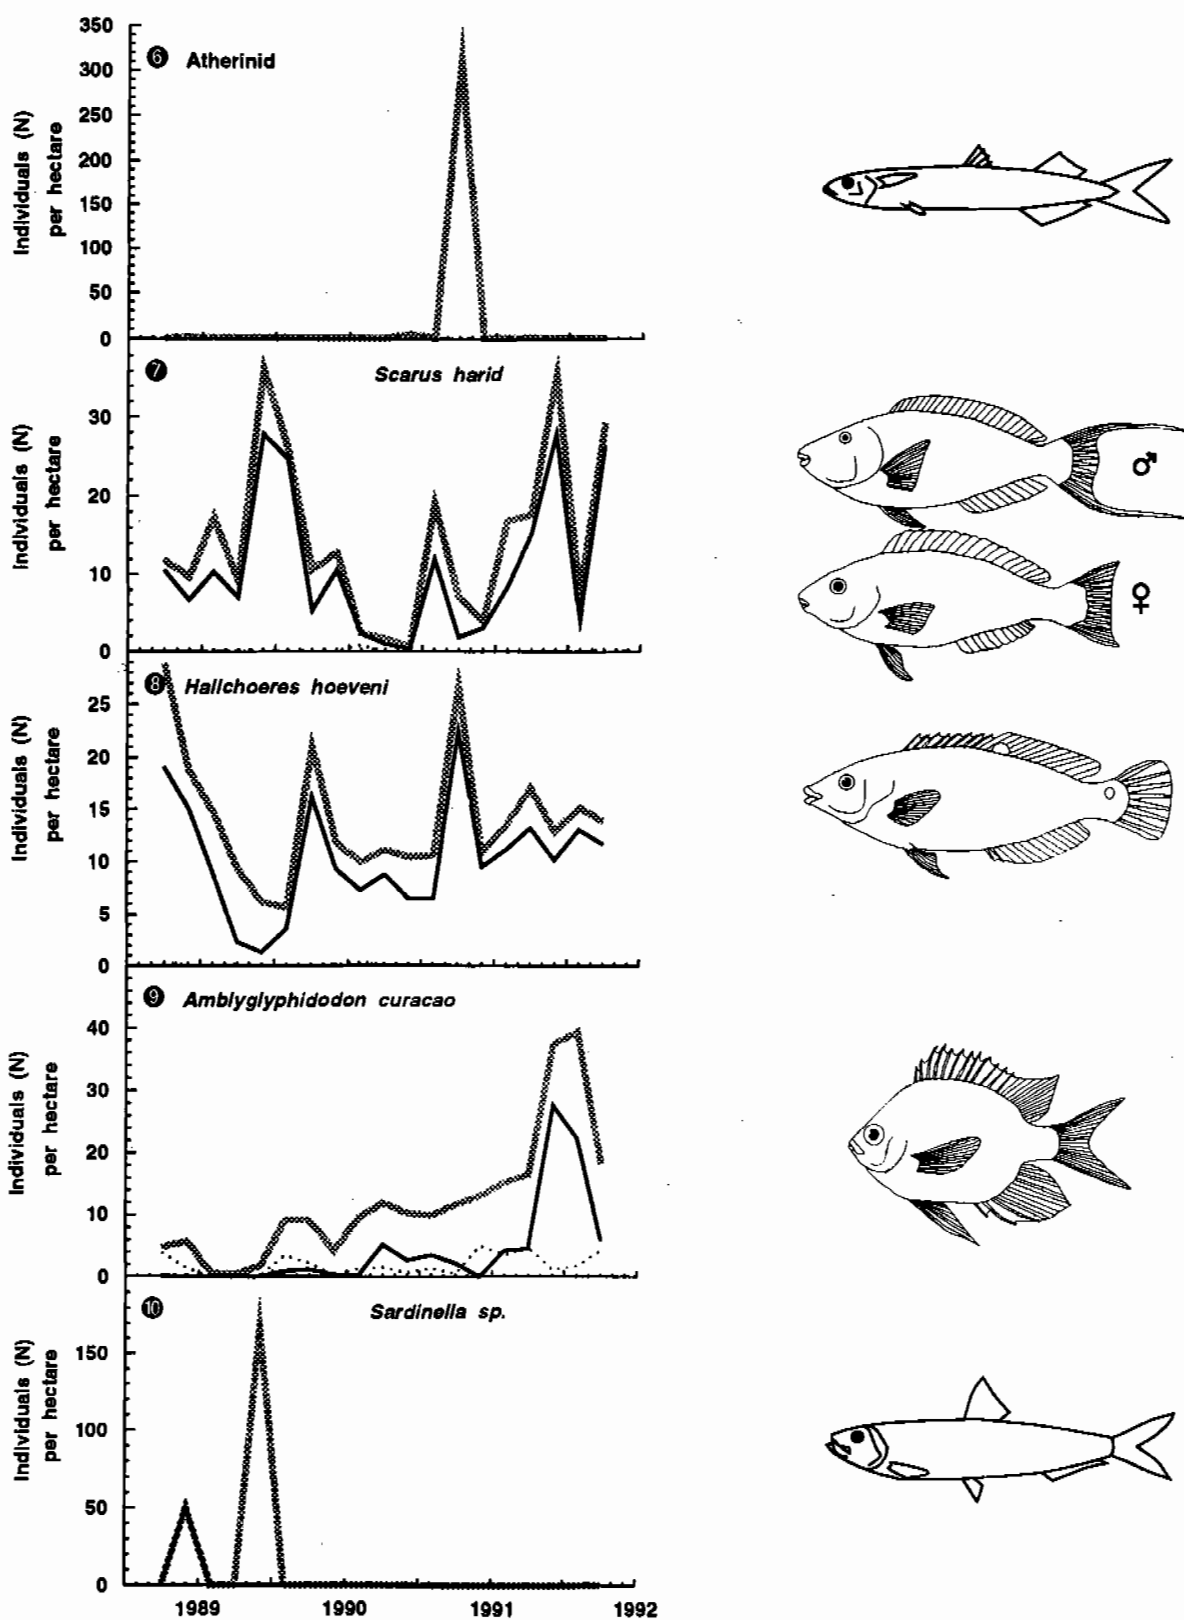 350
6 Atherinid
300
250
200
150
100
50
0
Individuals (N)
per hectare
7 Scarus harid
30
20
10
0
Individuals (N)
per hectare
♂
♀
8 Halichoeres hoeveni
25
20
15
10
5
0
Individuals (N)
per hectare
9 Amblyglyphidodon curacao
40
30
20
10
0
Individuals (N)
per hectare
10 Sardinella sp.
150
100
50
0
Individuals (N)
per hectare
1989 1990 1991 1992